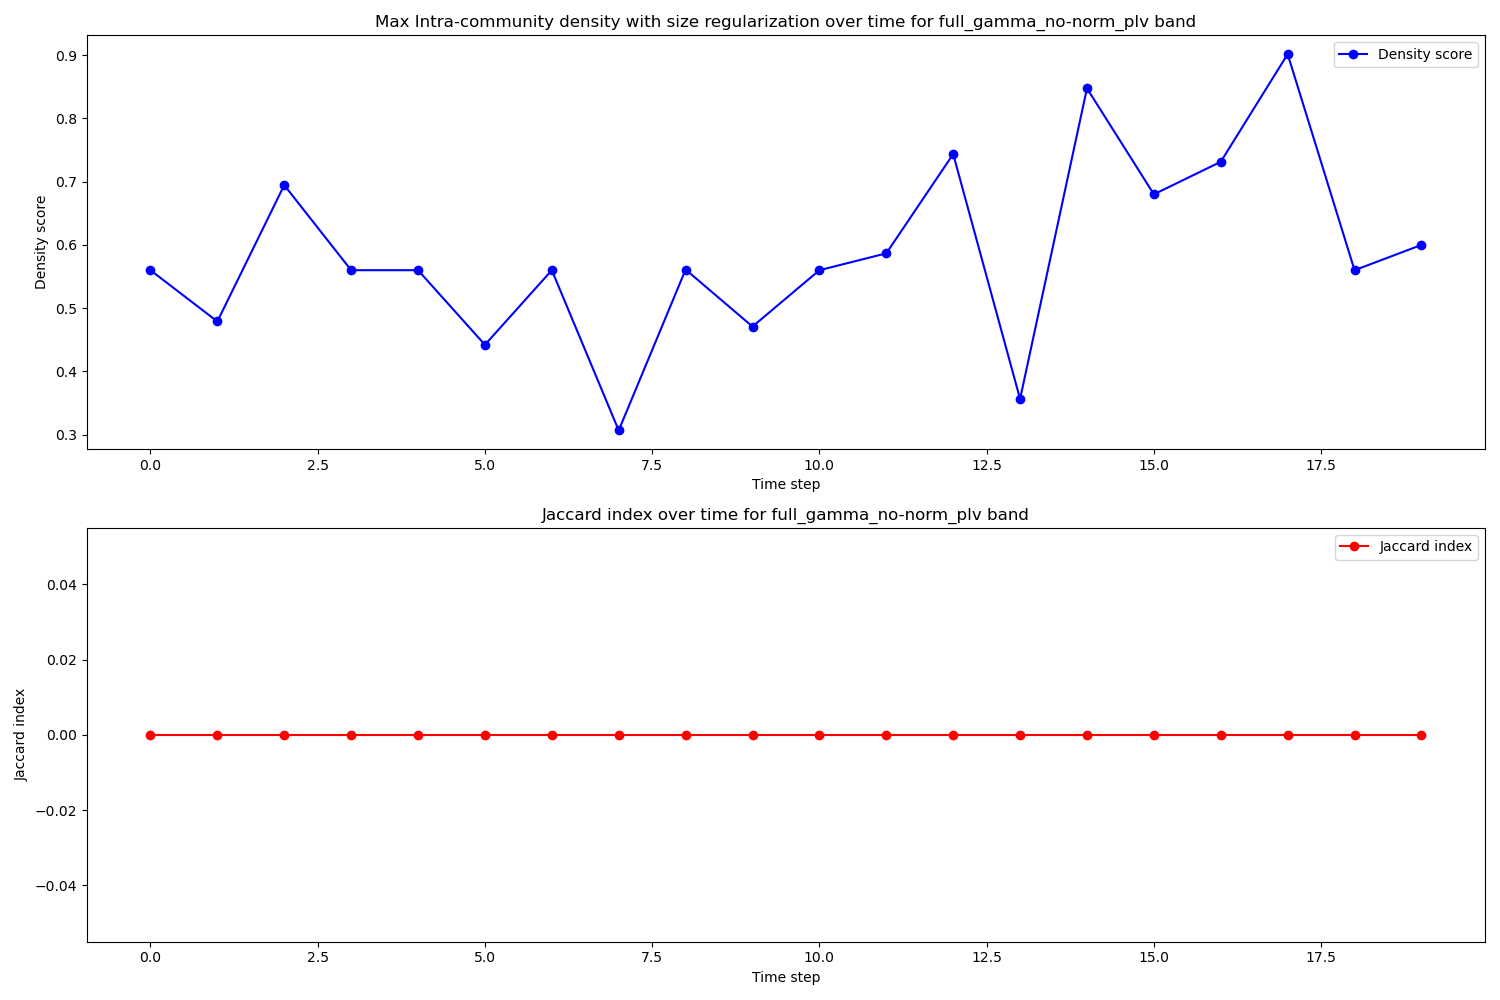 Max Intra-community density with size regularization over time for full_gamma_no-norm_plv band
Density score
0.9
0.8
0.7
0.6
0.5
0.4
0.3
Density score
0.0 2.5 5.0 7.5 10.0 12.5 15.0 17.5
Time step
Jaccard index over time for full_gamma_no-norm_plv band
Jaccard index
0.04
0.02
0.00
−0.02
−0.04
Jaccard index
0.0 2.5 5.0 7.5 10.0 12.5 15.0 17.5
Time step